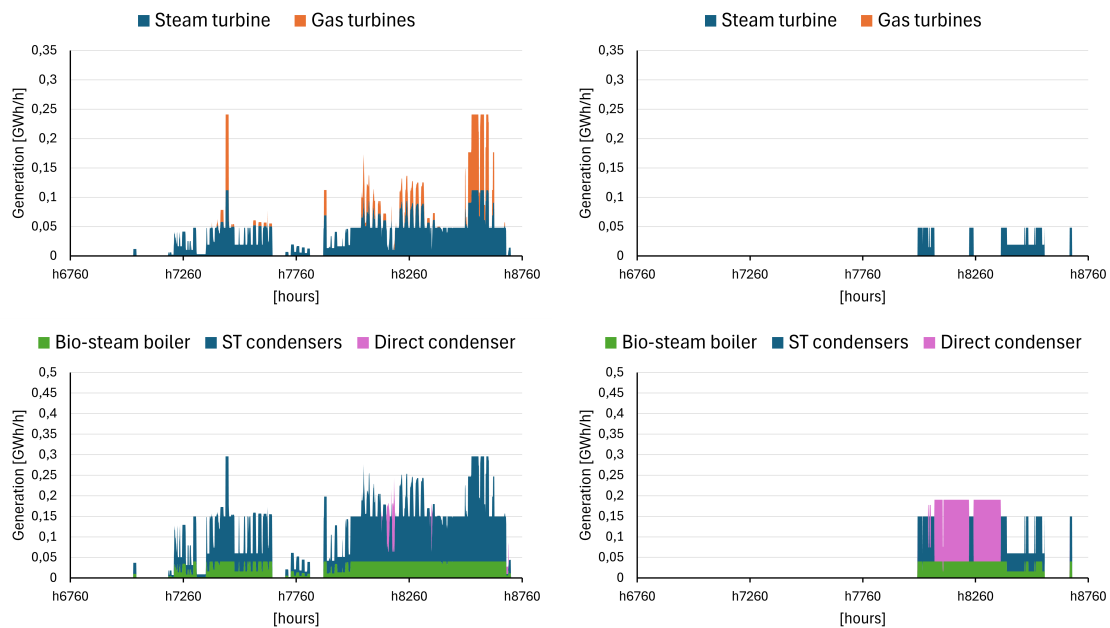 Steam turbine Gas turbines
Generation [GWh/h]
0,35
0,3
0,25
0,2
0,15
0,1
0,05
0
h6760 h7260 h7760 h8260 h8760
[hours]
Steam turbine Gas turbines
Generation [GWh/h]
0,35
0,3
0,25
0,2
0,15
0,1
0,05
0
h6760 h7260 h7760 h8260 h8760
[hours]
Bio-steam boiler ST condensers Direct condenser
Generation [GWh/h]
0,5
0,45
0,4
0,35
0,3
0,25
0,2
0,15
0,1
0,05
0
h6760 h7260 h7760 h8260 h8760
[hours]
Bio-steam boiler ST condensers Direct condenser
Generation [GWh/h]
0,5
0,45
0,4
0,35
0,3
0,25
0,2
0,15
0,1
0,05
0
h6760 h7260 h7760 h8260 h8760
[hours]